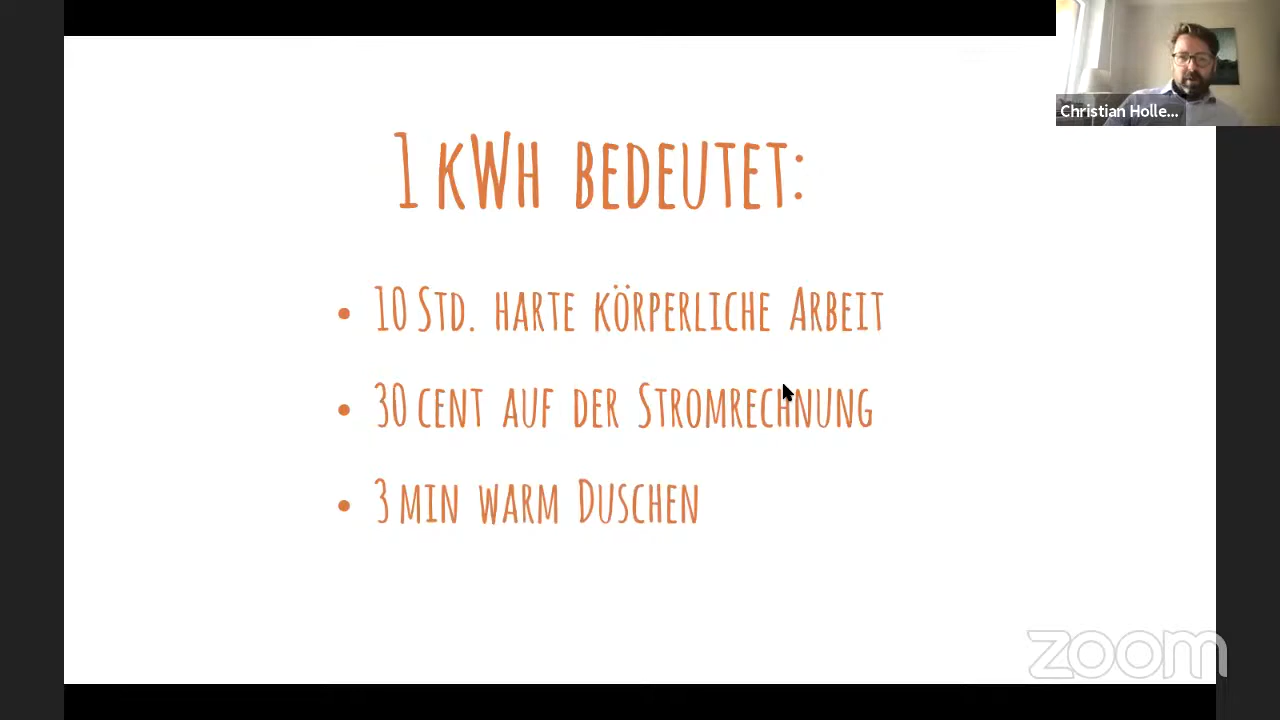 Christian Holle...
1 kWh bedeutet:
• 10 Std. harte körperliche Arbeit
• 30 cent auf der Stromrechnung
• 3 min warm Duschen
zoom